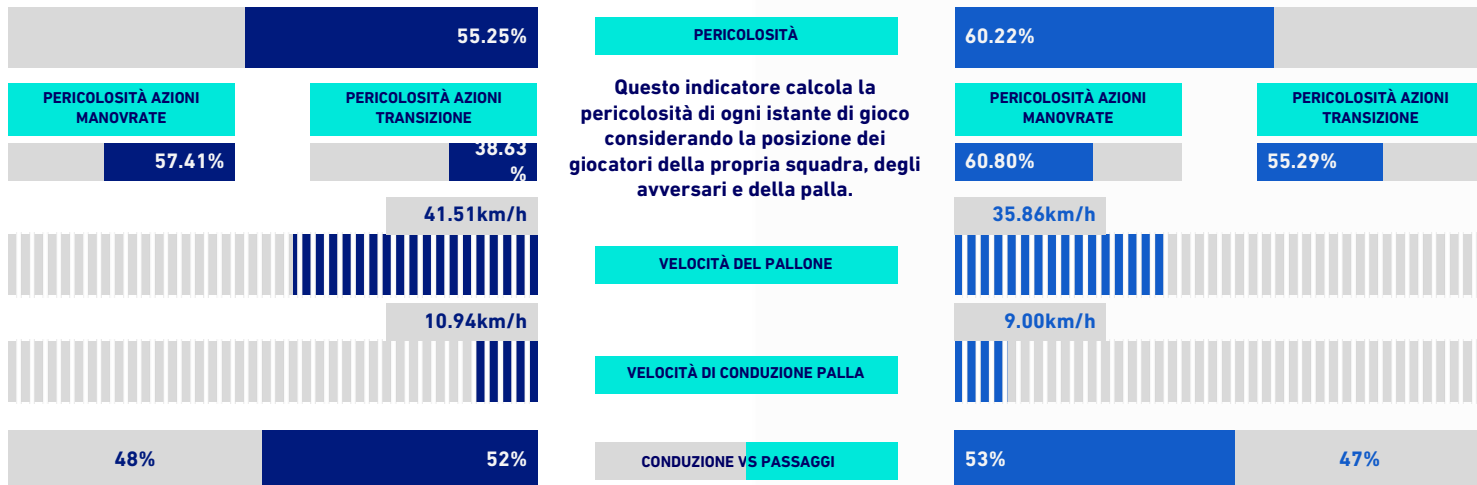 55.25%
PERICOLOSITÀ
60.22%
PERICOLOSITÀ AZIONI
MANOVRATE
PERICOLOSITÀ AZIONI
TRANSIZIONE
57.41%
38.63
%
Questo indicatore calcola la
pericolosità di ogni istante di gioco
considerando la posizione dei
giocatori della propria squadra, degli
avversari e della palla.
PERICOLOSITÀ AZIONI
MANOVRATE
PERICOLOSITÀ AZIONI
TRANSIZIONE
60.80%
55.29%
41.51km/h
VELOCITÀ DEL PALLONE
35.86km/h
10.94km/h
VELOCITÀ DI CONDUZIONE PALLA
9.00km/h
48%
52%
CONDUZIONE VS PASSAGGI
53%
47%